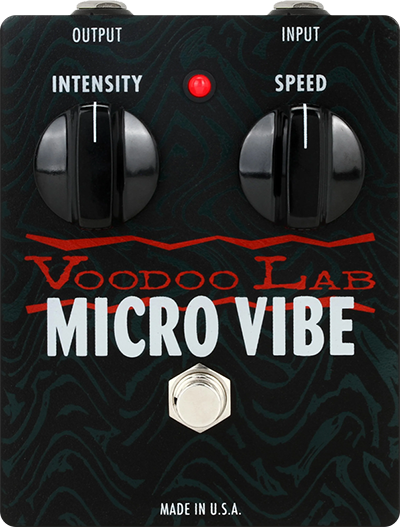 OUTPUT INPUT
INTENSITY SPEED
VOODOO LAB
MICRO VIBE
MADE IN U.S.A.